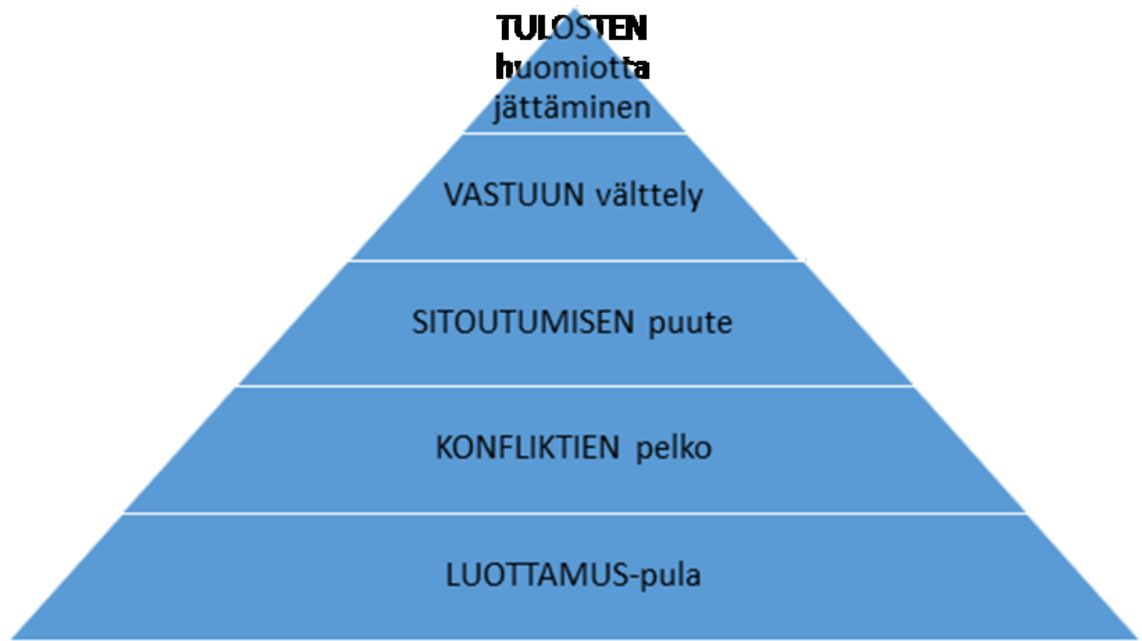 TULOSTEN
huomiotta
jättäminen
VASTUUN välttely
SITOUTUMISEN puute
KONFLIKTIEN pelko
LUOTTAMUS-pula